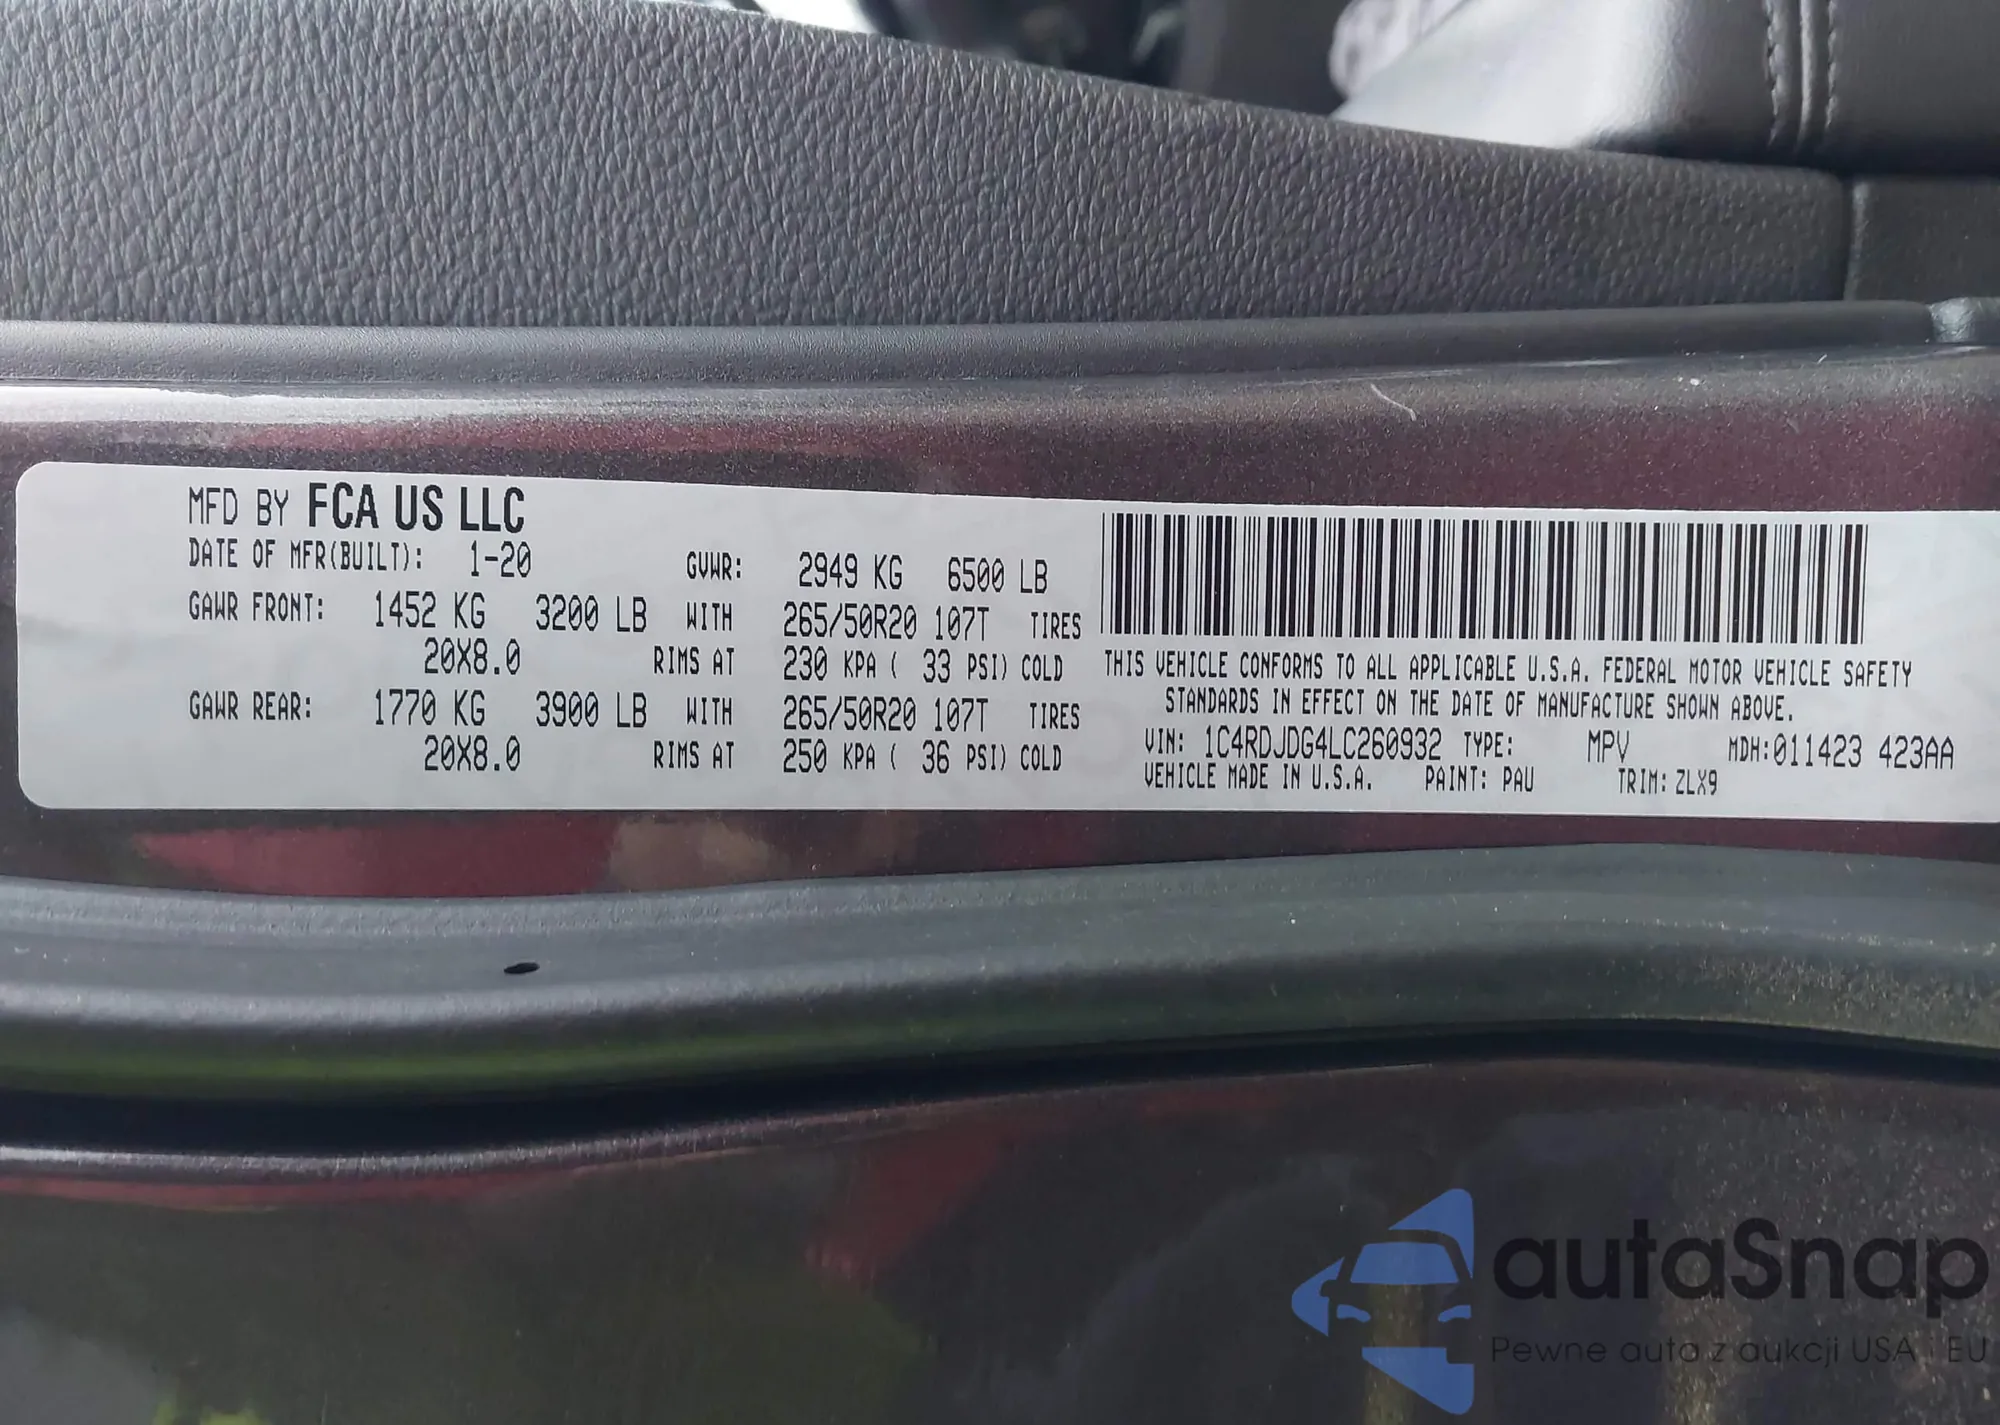 MFD BY FCA US LLC
DATE OF MFR(BUILT): 1-20 GVWR: 2949 KG 6500 LB
GAWR FRONT: 1452 KG 3200 LB WITH 265/50R20 107T TIRES
20X8.0 RIMS AT 230 KPA ( 33 PSI) COLD
GAWR REAR: 1770 KG 3900 LB WITH 265/50R20 107T TIRES
20X8.0 RIMS AT 250 KPA ( 36 PSI) COLD
THIS VEHICLE CONFORMS TO ALL APPLICABLE U.S.A. FEDERAL MOTOR VEHICLE SAFETY
STANDARDS IN EFFECT ON THE DATE OF MANUFACTURE SHOWN ABOVE.
VIN: 1C4RDJDG4LC260932 TYPE: MPV MDH:011423 423AA
VEHICLE MADE IN U.S.A. PAINT: PAU TRIM: ZLX9
autaSnap
Pewne auta z aukcji USA i EU